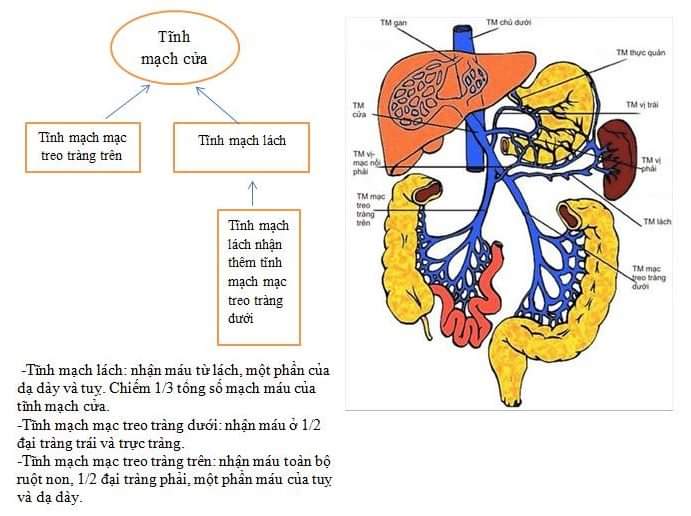 Tĩnh
mạch cửa
Tĩnh mạch mạc
treo tràng trên
Tĩnh mạch lách
Tĩnh mạch
lách nhận
thêm tĩnh
mạch mạc
treo tràng
dưới
-Tĩnh mạch lách: nhận máu từ lách, một phần của
dạ dày và tuỵ. Chiếm 1/3 tổng số mạch máu của
tĩnh mạch cửa.
-Tĩnh mạch mạc treo tràng dưới: nhận máu ở 1/2
đại tràng trái và trực tràng.
-Tĩnh mạch mạc treo tràng trên: nhận máu toàn bộ
ruột non, 1/2 đại tràng phải, một phần máu của tuỵ
và dạ dày.
TM gan
TM chủ dưới
TM thực quản
TM
cửa
TM vị trái
TM vị-
mạc nối
phải
TM vị
phải
TM mạc
treo
tràng
trên
TM lách
TM mạc
treo tràng
dưới